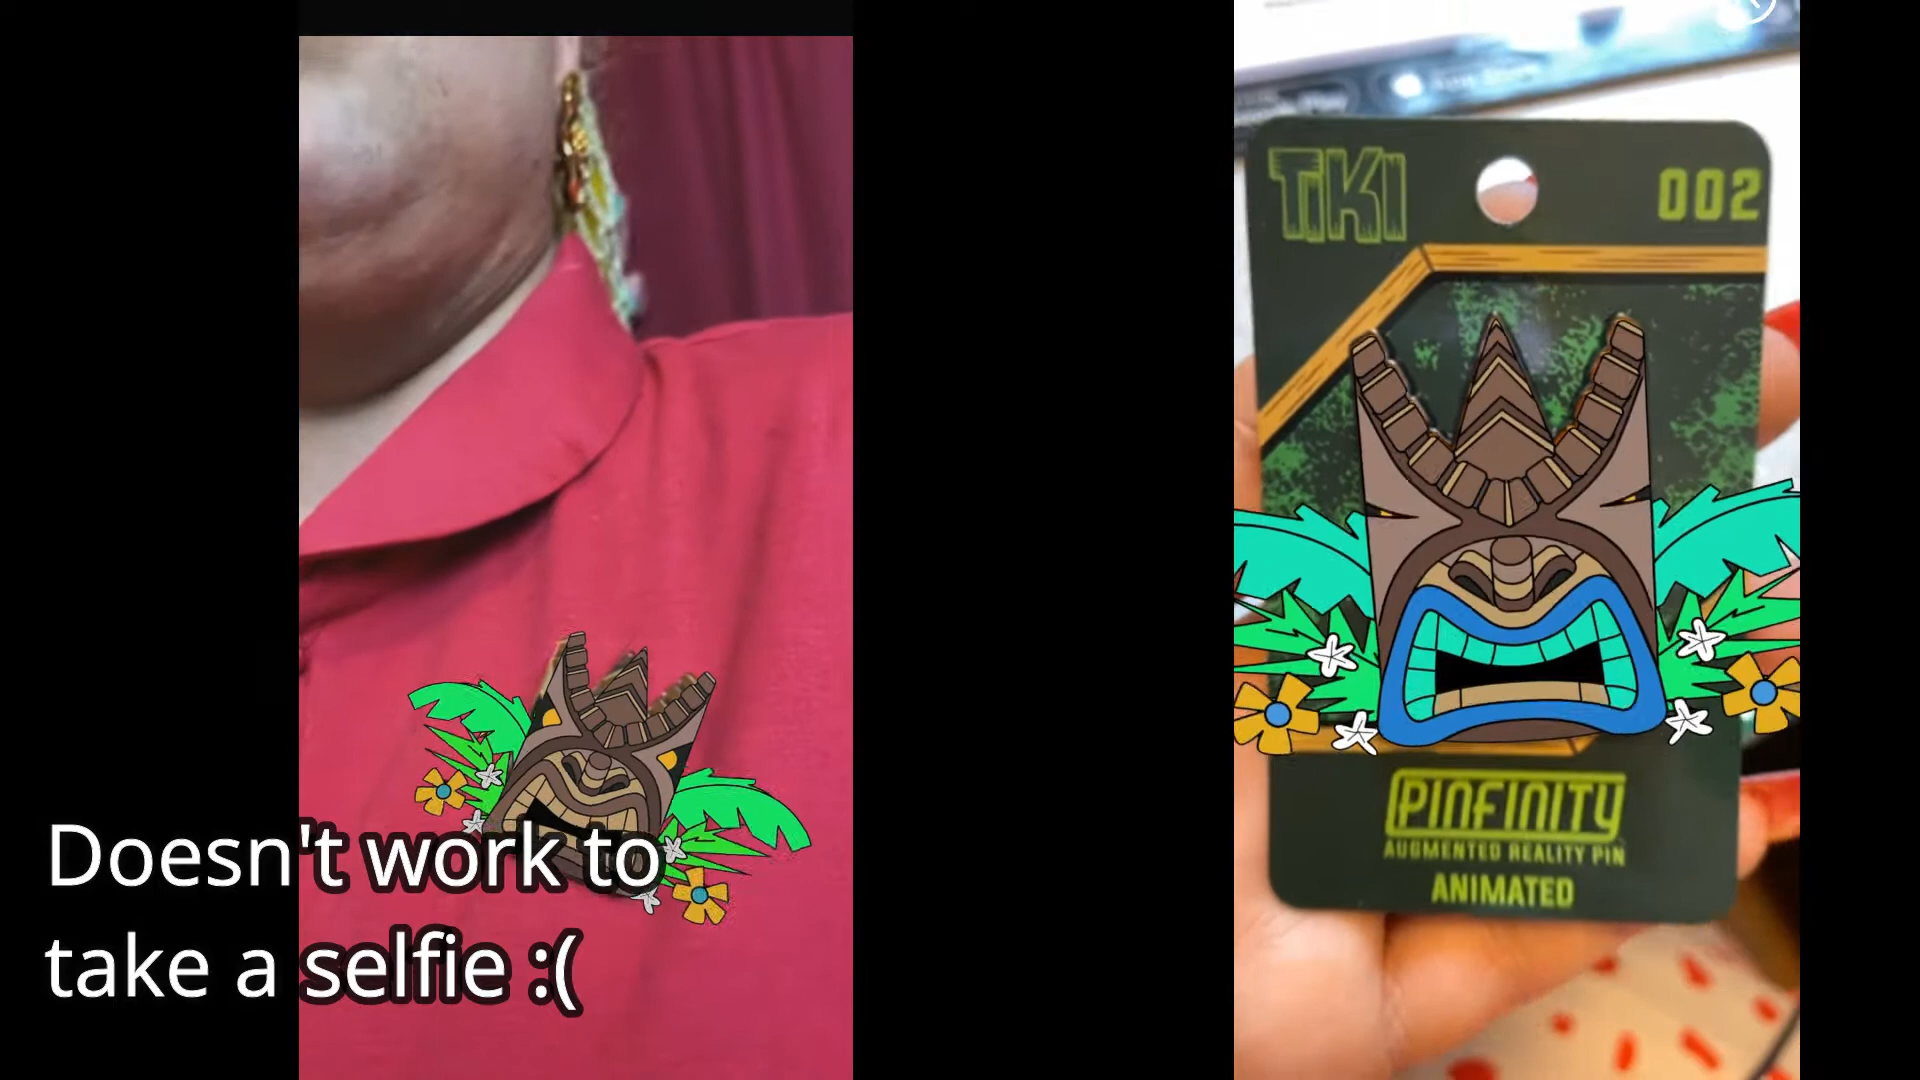 TiKI
002
PINFINITY
AUGMENTED REALITY PIN
ANIMATED
Doesn't work to
take a selfie :(